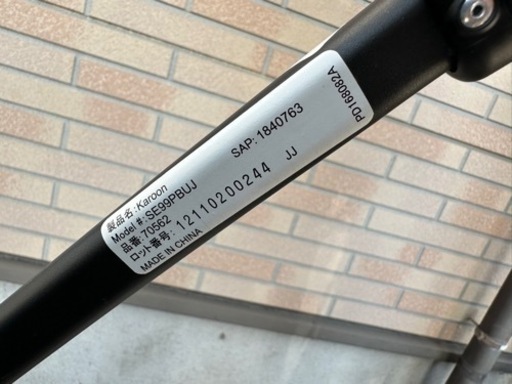 製品名: Karoon
Model #: SE99PBUJ SAP: 1840763
品番: 70562
ロット番号: 12110200244 JJ
MADE IN CHINA
PD168082A